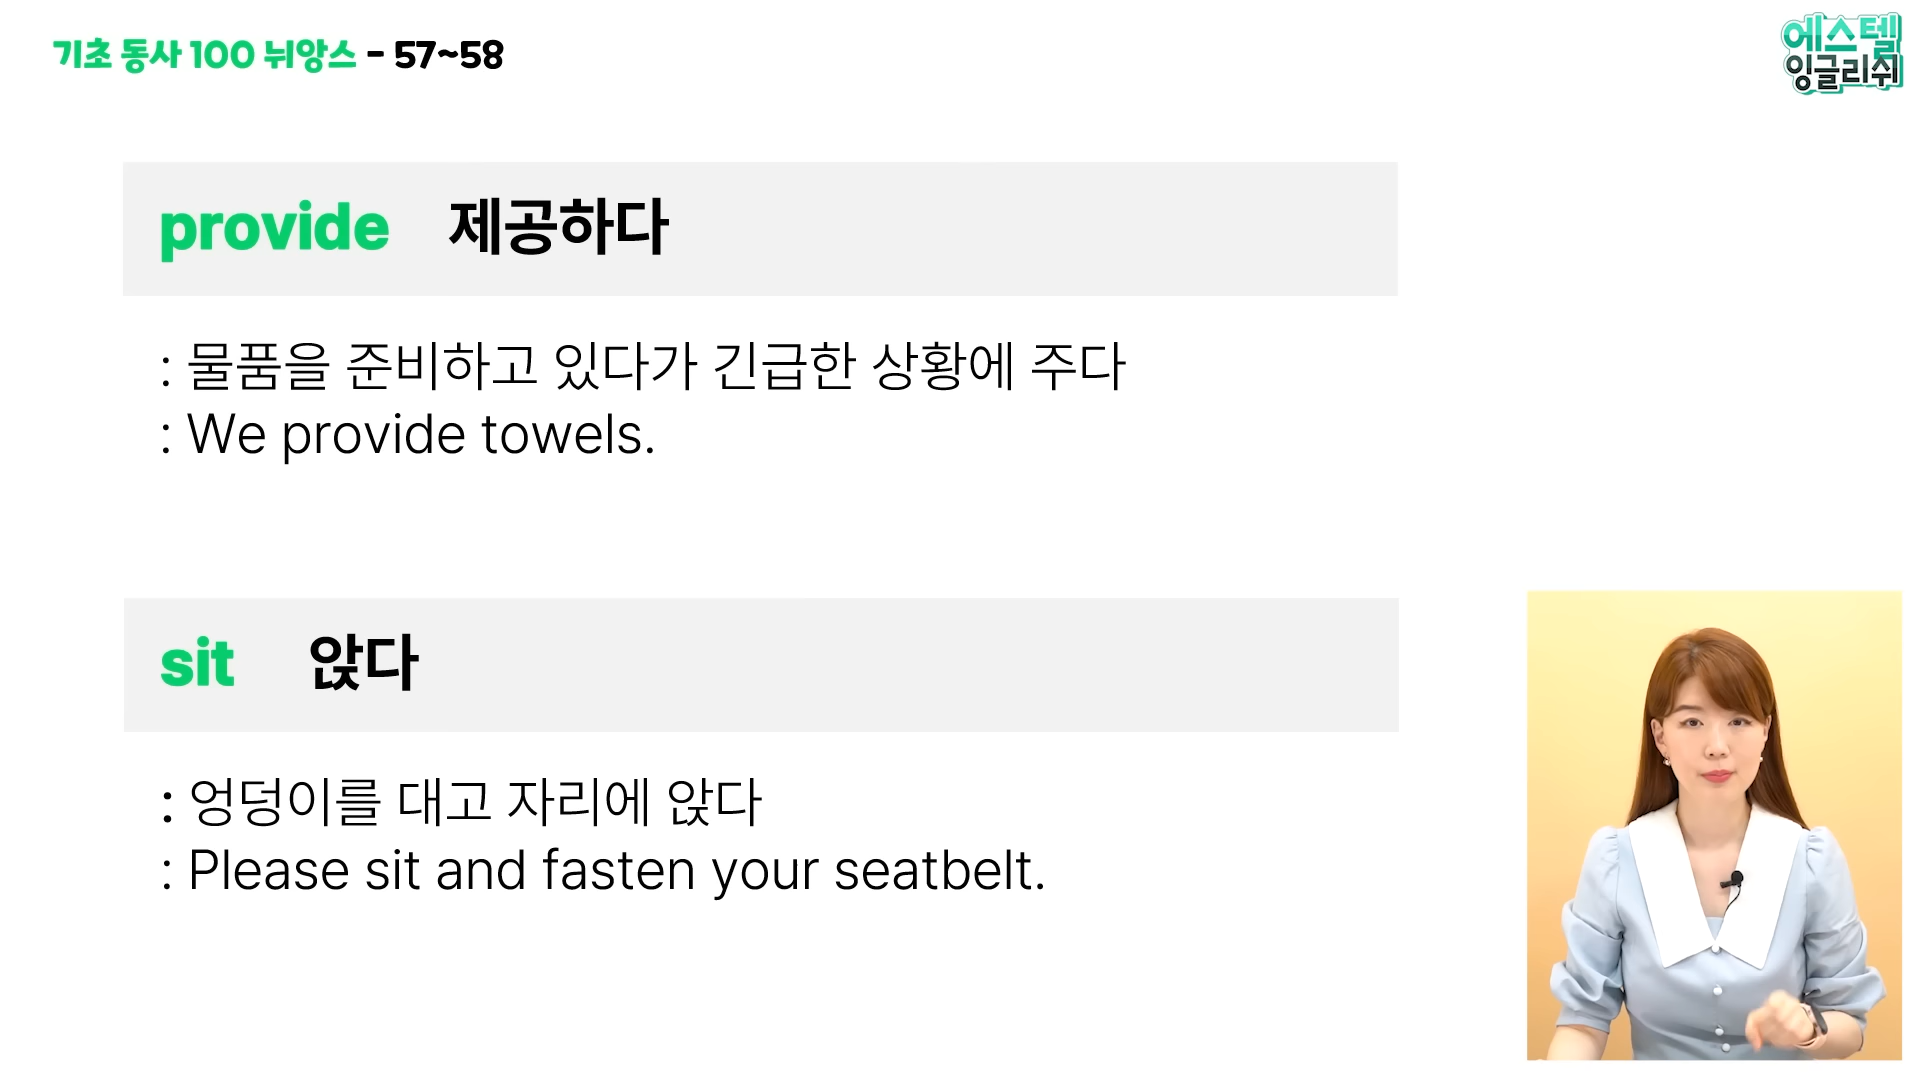 기초 동사 100 뉘앙스 - 57~58
에스텔
잉글리쉬
provide 제공하다
: 물품을 준비하고 있다가 긴급한 상황에 주다
: We provide towels.
sit 앉다
: 엉덩이를 대고 자리에 앉다
: Please sit and fasten your seatbelt.